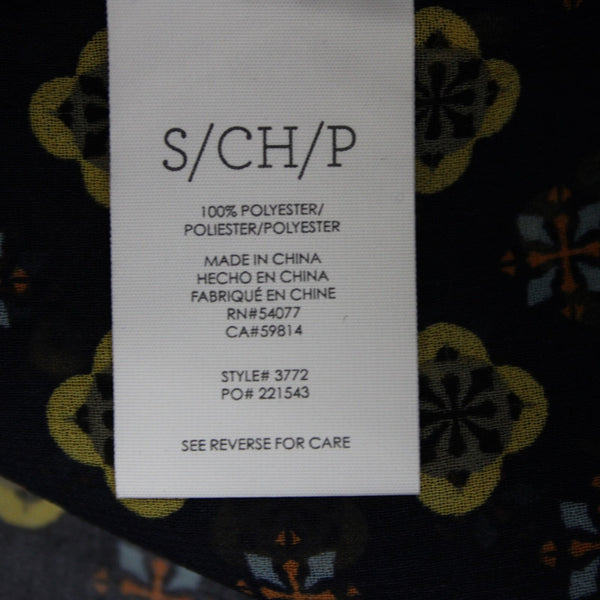 S/CH/P
100% POLYESTER/
POLIESTER/POLYESTER
MADE IN CHINA
HECHO EN CHINA
FABRIQUÉ EN CHINE
RN#54077
CA#59814
STYLE# 3772
PO# 221543
SEE REVERSE FOR CARE